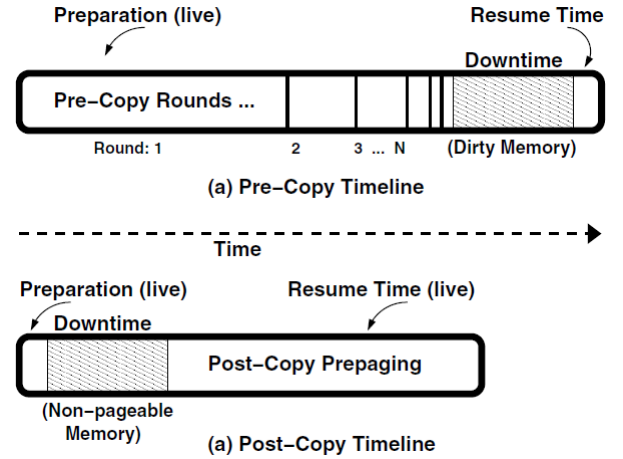 Preparation (live)
Resume Time
Downtime
Pre-Copy Rounds ...
Round: 1 2 3 ... N
(Dirty Memory)
(a) Pre-Copy Timeline
Time
Preparation (live)
Resume Time (live)
Downtime
Post-Copy Prepaging
(Non-pageable
Memory)
(a) Post-Copy Timeline